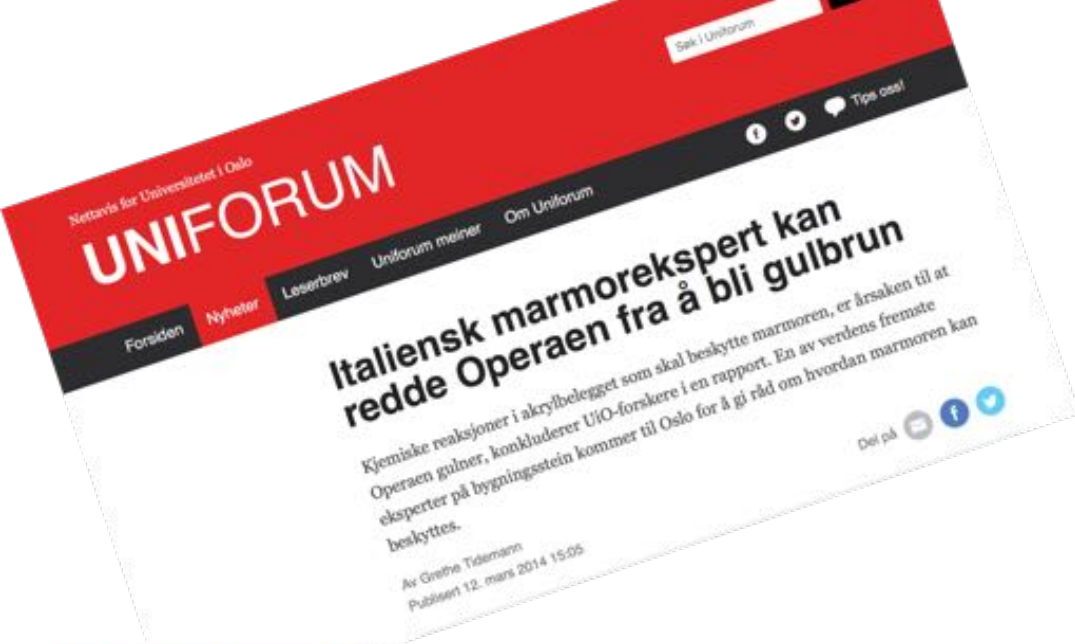 Søk i Uniforum
Nettavis for Universitetet i Oslo
UNIFORUM
Forsiden Nyheter Leserbrev Uniforum meiner Om Uniforum Tips oss!
Italiensk marmorekspert kan
redde Operaen fra å bli gulbrun
Kjemiske reaksjoner i akrylbelegget som skal beskytte marmoren, er årsaken til at
Operaen gulner, konkluderer UiO-forskere i en rapport. En av verdens fremste
eksperter på bygningsstein kommer til Oslo for å gi råd om hvordan marmoren kan
beskyttes.
Del på
Av Grethe Tidemann
Publisert 12. mars 2014 15:05